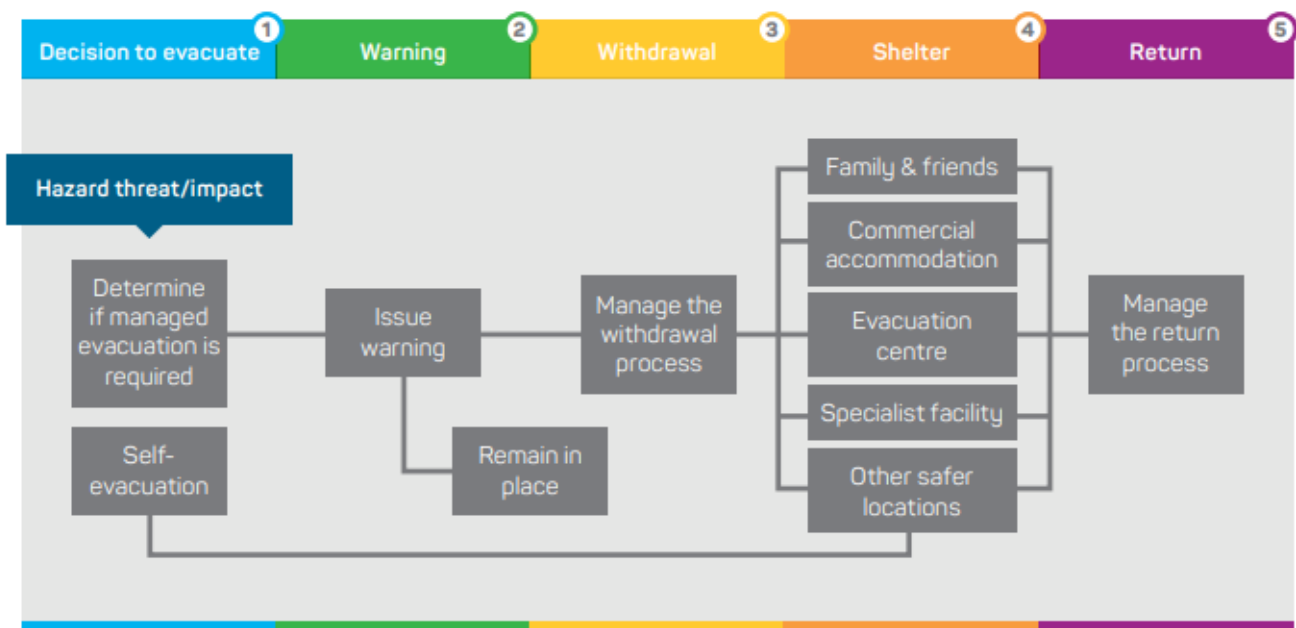 1
2
3
4
5
Decision to evacuate
Warning
Withdrawal
Shelter
Return
Hazard threat/impact
Determine
if managed
evacuation is
required
Self-
evacuation
Issue
warning
Remain in
place
Manage the
withdrawal
process
Family & friends
Commercial
accommodation
Evacuation
centre
Specialist facility
Other safer
locations
Manage
the return
process